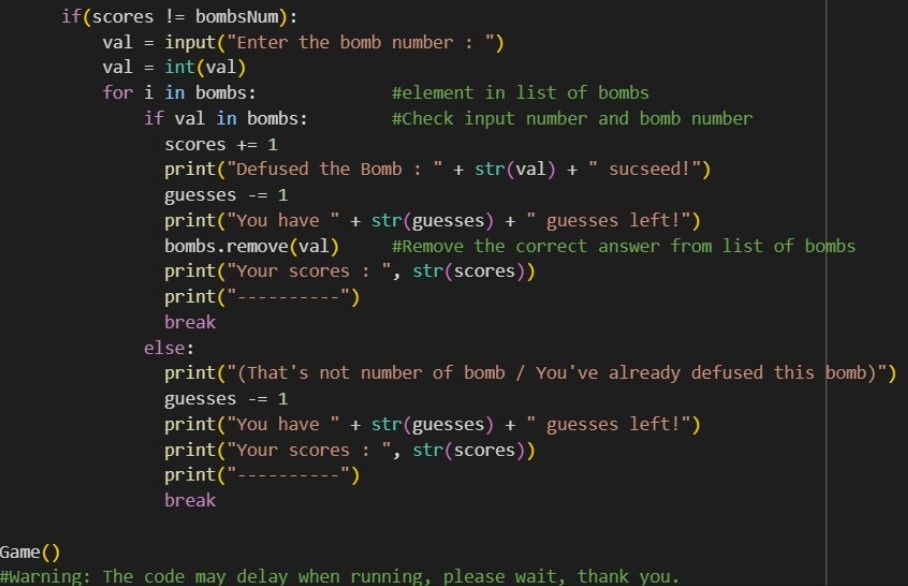 if(scores != bombsNum):
val = input("Enter the bomb number : ")
val = int(val)
for i in bombs: #element in list of bombs
if val in bombs: #Check input number and bomb number
scores += 1
print("Defused the Bomb : " + str(val) + " sucseed!")
guesses -= 1
print("You have " + str(guesses) + " guesses left!")
bombs.remove(val) #Remove the correct answer from list of bombs
print("Your scores : ", str(scores))
print("----------")
break
else:
print("(That's not number of bomb / You've already defused this bomb)")
guesses -= 1
print("You have " + str(guesses) + " guesses left!")
print("Your scores : ", str(scores))
print("----------")
break
Game()
#Warning: The code may delay when running, please wait, thank you.